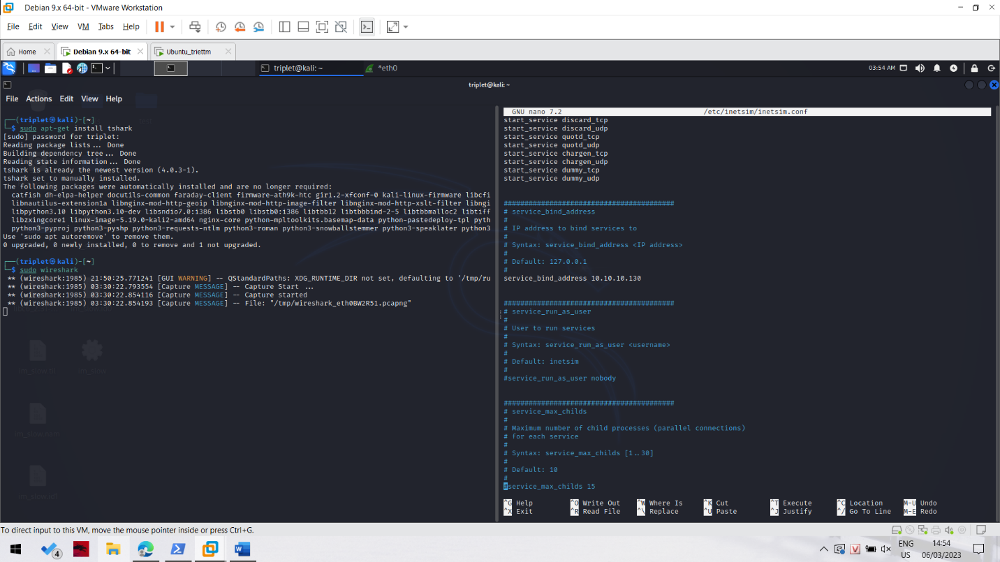 Debian 9.x 64-bit - VMware Workstation
File Edit View VM Tabs Help
Home
Debian 9.x 64-bit
Ubuntu_triettm
triplet@kali: ~
*eth0
03:54 AM
triplet@kali: ~
File Actions Edit View Help
┌──(triplet㉿kali)-[~]
└─$ sudo apt-get install tshark
[sudo] password for triplet:
Reading package lists... Done
Building dependency tree... Done
Reading state information... Done
tshark is already the newest version (4.0.3-1).
tshark set to manually installed.
The following packages were automatically installed and are no longer required:
catfish dh-elpa-helper docutils-common faraday-client firmware-ath9k-htc gir1.2-xfconf-0 kali-linux-firmware libcfi
libnautilus-extension1a libnginx-mod-http-geoip libnginx-mod-http-image-filter libnginx-mod-http-xslt-filter libngi
libpython3.10 libpython3.10-dev libsndio7.0:i386 libstb0 libstb0:i386 libtbb12 libtbbbind-2-5 libtbbmalloc2 libtiff
libzxingcore1 linux-image-5.19.0-kali2-amd64 nginx-core python-mpltoolkits.basemap-data python-pastedeploy-tpl pyth
python3-pyproj python3-pyshp python3-requests-ntlm python3-roman python3-snowballstemmer python3-speaklater python3
Use 'sudo apt autoremove' to remove them.
0 upgraded, 0 newly installed, 0 to remove and 1 not upgraded.
┌──(triplet㉿kali)-[~]
└─$ sudo wireshark
** (wireshark:1985) 21:50:25.771241 [GUI WARNING] -- QStandardPaths: XDG_RUNTIME_DIR not set, defaulting to '/tmp/ru
** (wireshark:1985) 03:30:22.793554 [Capture MESSAGE] -- Capture Start ...
** (wireshark:1985) 03:30:22.854116 [Capture MESSAGE] -- Capture started
** (wireshark:1985) 03:30:22.854193 [Capture MESSAGE] -- File: "/tmp/wireshark_eth0BW2R51.pcapng"
GNU nano 7.2 /etc/inetsim/inetsim.conf
start_service discard_tcp
start_service discard_udp
start_service quotd_tcp
start_service quotd_udp
start_service chargen_tcp
start_service chargen_udp
start_service dummy_tcp
start_service dummy_udp
#########################################
# service_bind_address
#
# IP address to bind services to
#
# Syntax: service_bind_address <IP address>
#
# Default: 127.0.0.1
#
service_bind_address 10.10.10.130
#########################################
# service_run_as_user
#
# User to run services
#
# Syntax: service_run_as_user <username>
#
# Default: inetsim
#
#service_run_as_user nobody
#########################################
# service_max_childs
#
# Maximum number of child processes (parallel connections)
# for each service
#
# Syntax: service_max_childs [1..30]
#
# Default: 10
#
#service_max_childs 15
^G Help ^O Write Out ^W Where Is ^K Cut ^T Execute ^C Location M-U Undo
^X Exit ^R Read File ^\ Replace ^U Paste ^J Justify ^/ Go To Line M-E Redo
To direct input to this VM, move the mouse pointer inside or press Ctrl+G.
4
ENG
US
14:54
06/03/2023